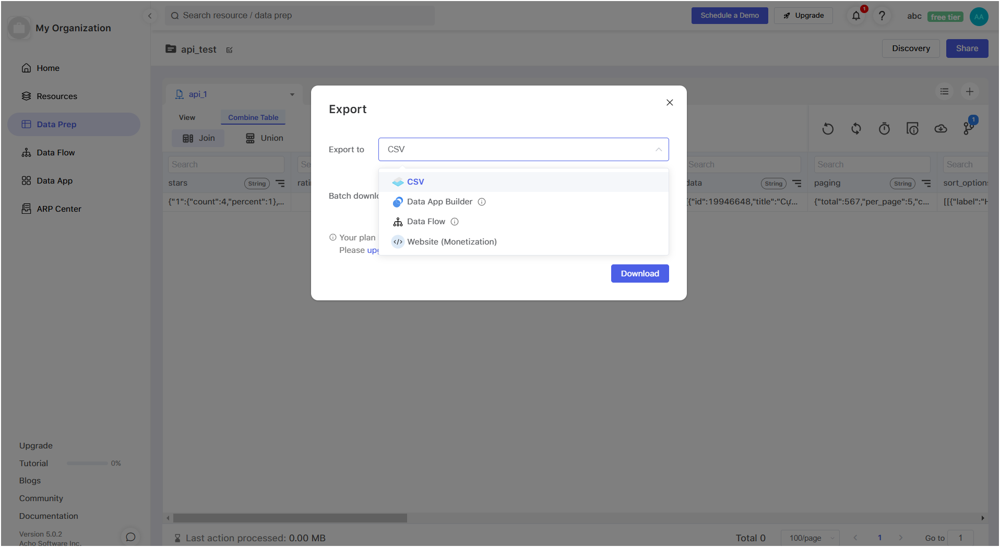 My Organization
Search resource / data prep
Schedule a Demo
Upgrade
1
?
abc
free tier
AA
api_test
Discovery
Share
Home
Resources
Data Prep
Data Flow
Data App
ARP Center
api_1
View
Combine Table
Join
Union
1
Search
Search
Search
Search
stars
String
data
String
paging
String
{"1":{"count":4,"percent":1},...
{"id":19946648,"title":"Cự...
{"total":567,"per_page":5,"c...
[[{"label":"H
Export
Export to
CSV
CSV
Data App Builder
Data Flow
Website (Monetization)
Batch
Your plan
Please
Download
Upgrade
Tutorial
0%
Blogs
Community
Documentation
Version 5.0.2
Acho Software Inc.
Last action processed: 0.00 MB
Total 0
100/page
1
Go to
1